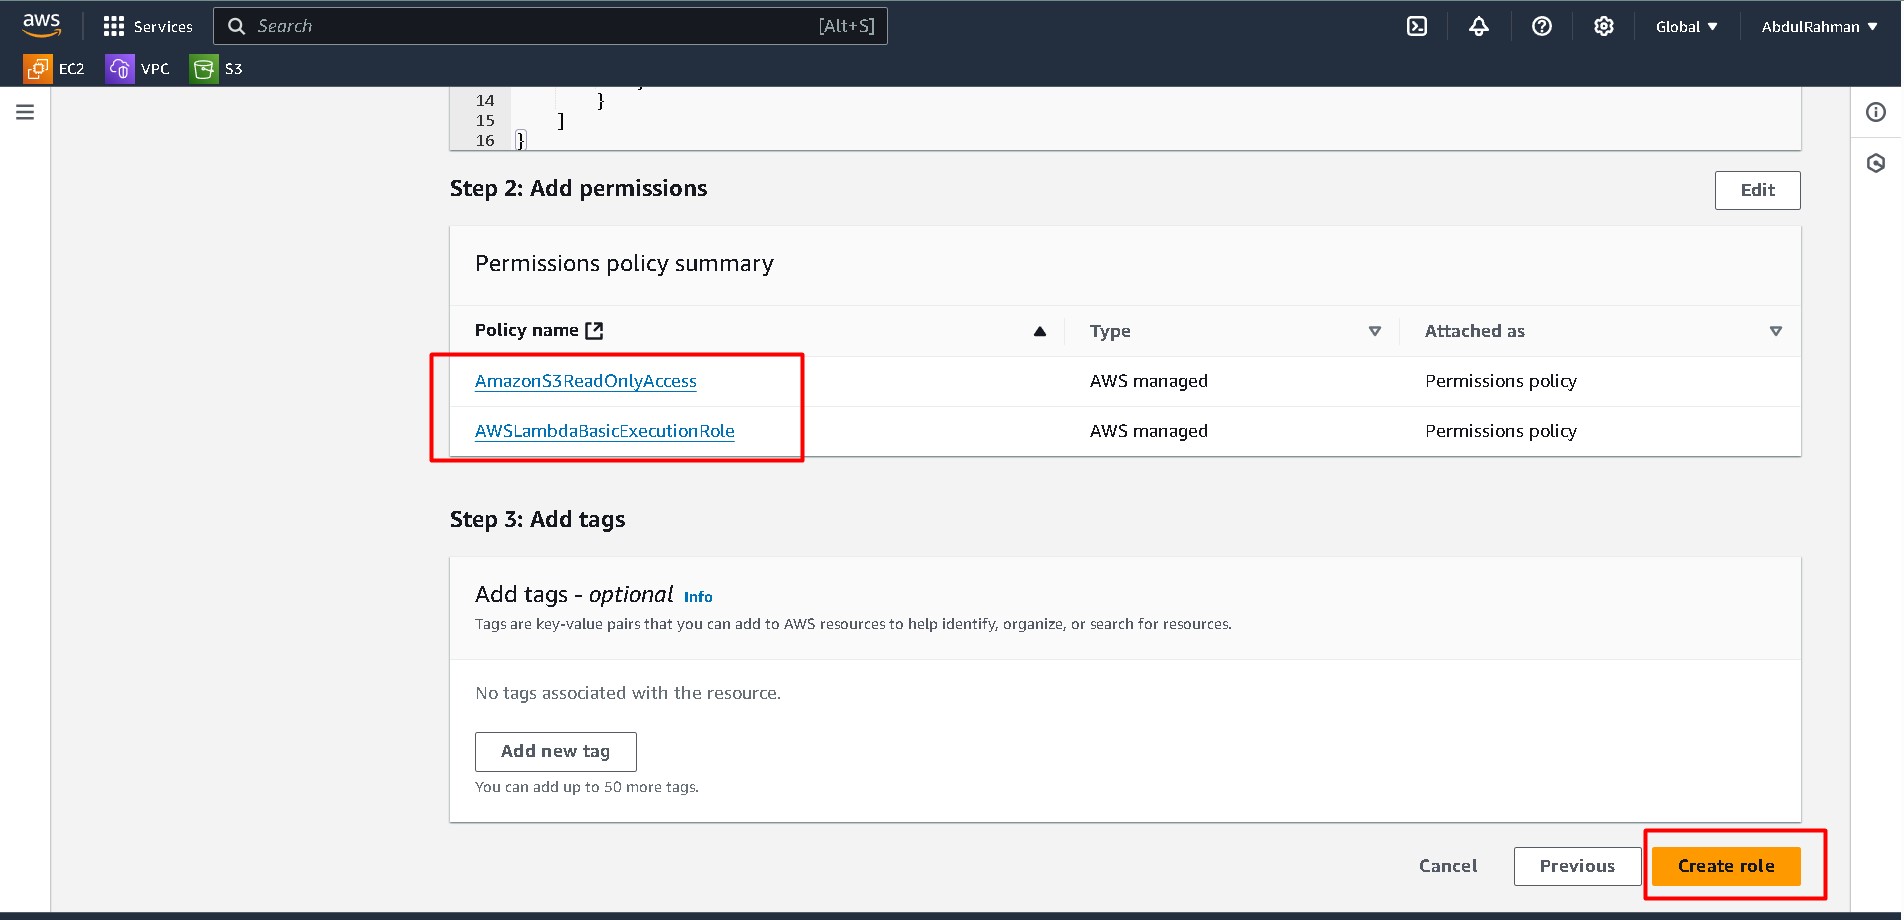 aws Services Search [Alt+S] Global ▼ AbdulRahman ▼
EC2 VPC S3
14 }
15 ]
16 }
Step 2: Add permissions Edit
Permissions policy summary
Policy name Type Attached as
AmazonS3ReadOnlyAccess AWS managed Permissions policy
AWSLambdaBasicExecutionRole AWS managed Permissions policy
Step 3: Add tags
Add tags - optional Info
Tags are key-value pairs that you can add to AWS resources to help identify, organize, or search for resources.
No tags associated with the resource.
Add new tag
You can add up to 50 more tags.
Cancel Previous Create role